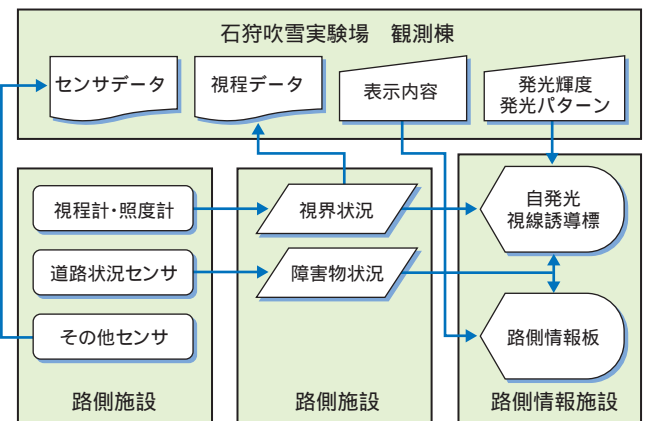 石狩吹雪実験場　観測棟
センサデータ
視程データ
表示内容
発光輝度
発光パターン
視程計・照度計
視界状況
自発光
視線誘導標
道路状況センサ
障害物状況
その他センサ
路側情報板
路側施設
路側施設
路側情報施設